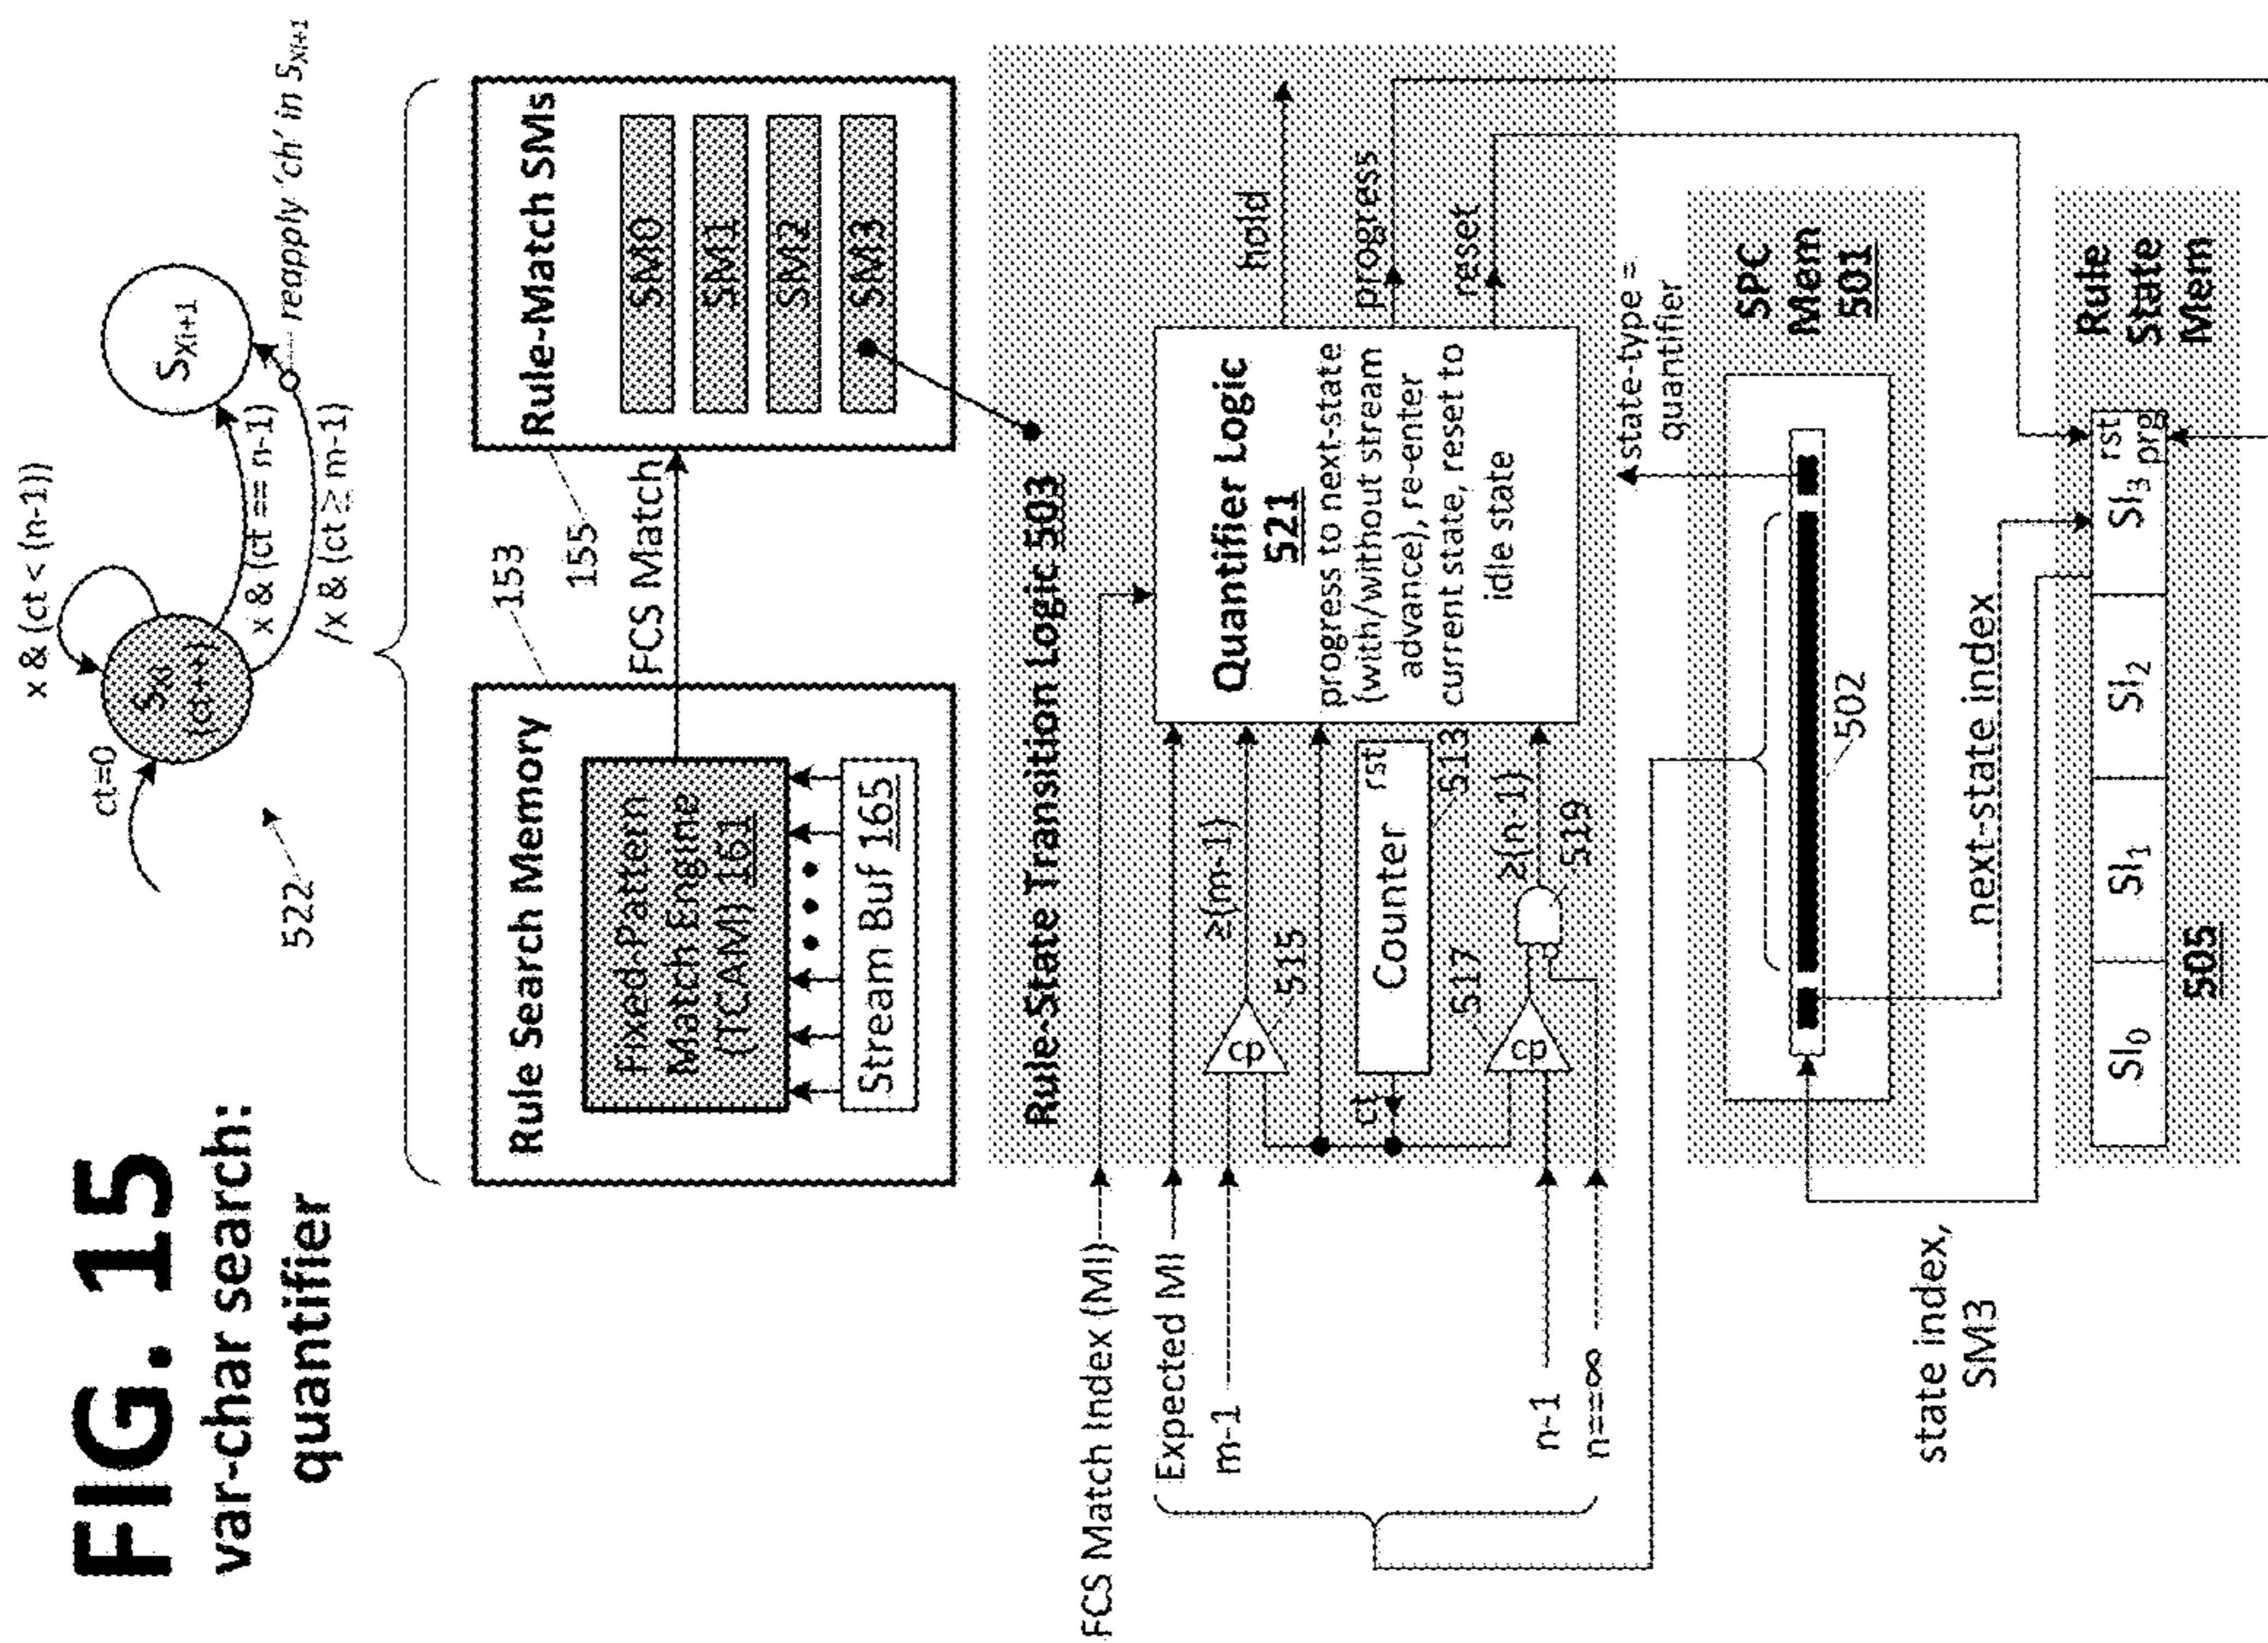 FIG. 15
var-char search:
quantifier
522
ct=0
x & (ct < (n-1))
SXi
(ct++)
SXi+1
x & (ct == n-1)
/x & (ct ≥ m-1)
reapply 'ch' in SXi+1
153
155
Rule Search Memory
Fixed-Pattern
Match Engine
(TCAM) 161
Stream Buf 165
FCS Match
Rule-Match SMs
SM0
SM1
SM2
SM3
Rule-State Transition Logic 503
FCS Match Index (MI)
Expected MI
m-1
n-1
n==∞
cp
≥(m-1)
515
ct
Counter
rst
513
517
cp
≥(n-1)
519
Quantifier Logic
521
progress to next-state
(with/without stream
advance), re-enter
current state, reset to
idle state
hold
progress
reset
state-type =
quantifier
SPC
Mem
501
502
next-state index
state index,
SM3
SI0
SI1
SI2
SI3
rst
prg
505
Rule
State
Mem